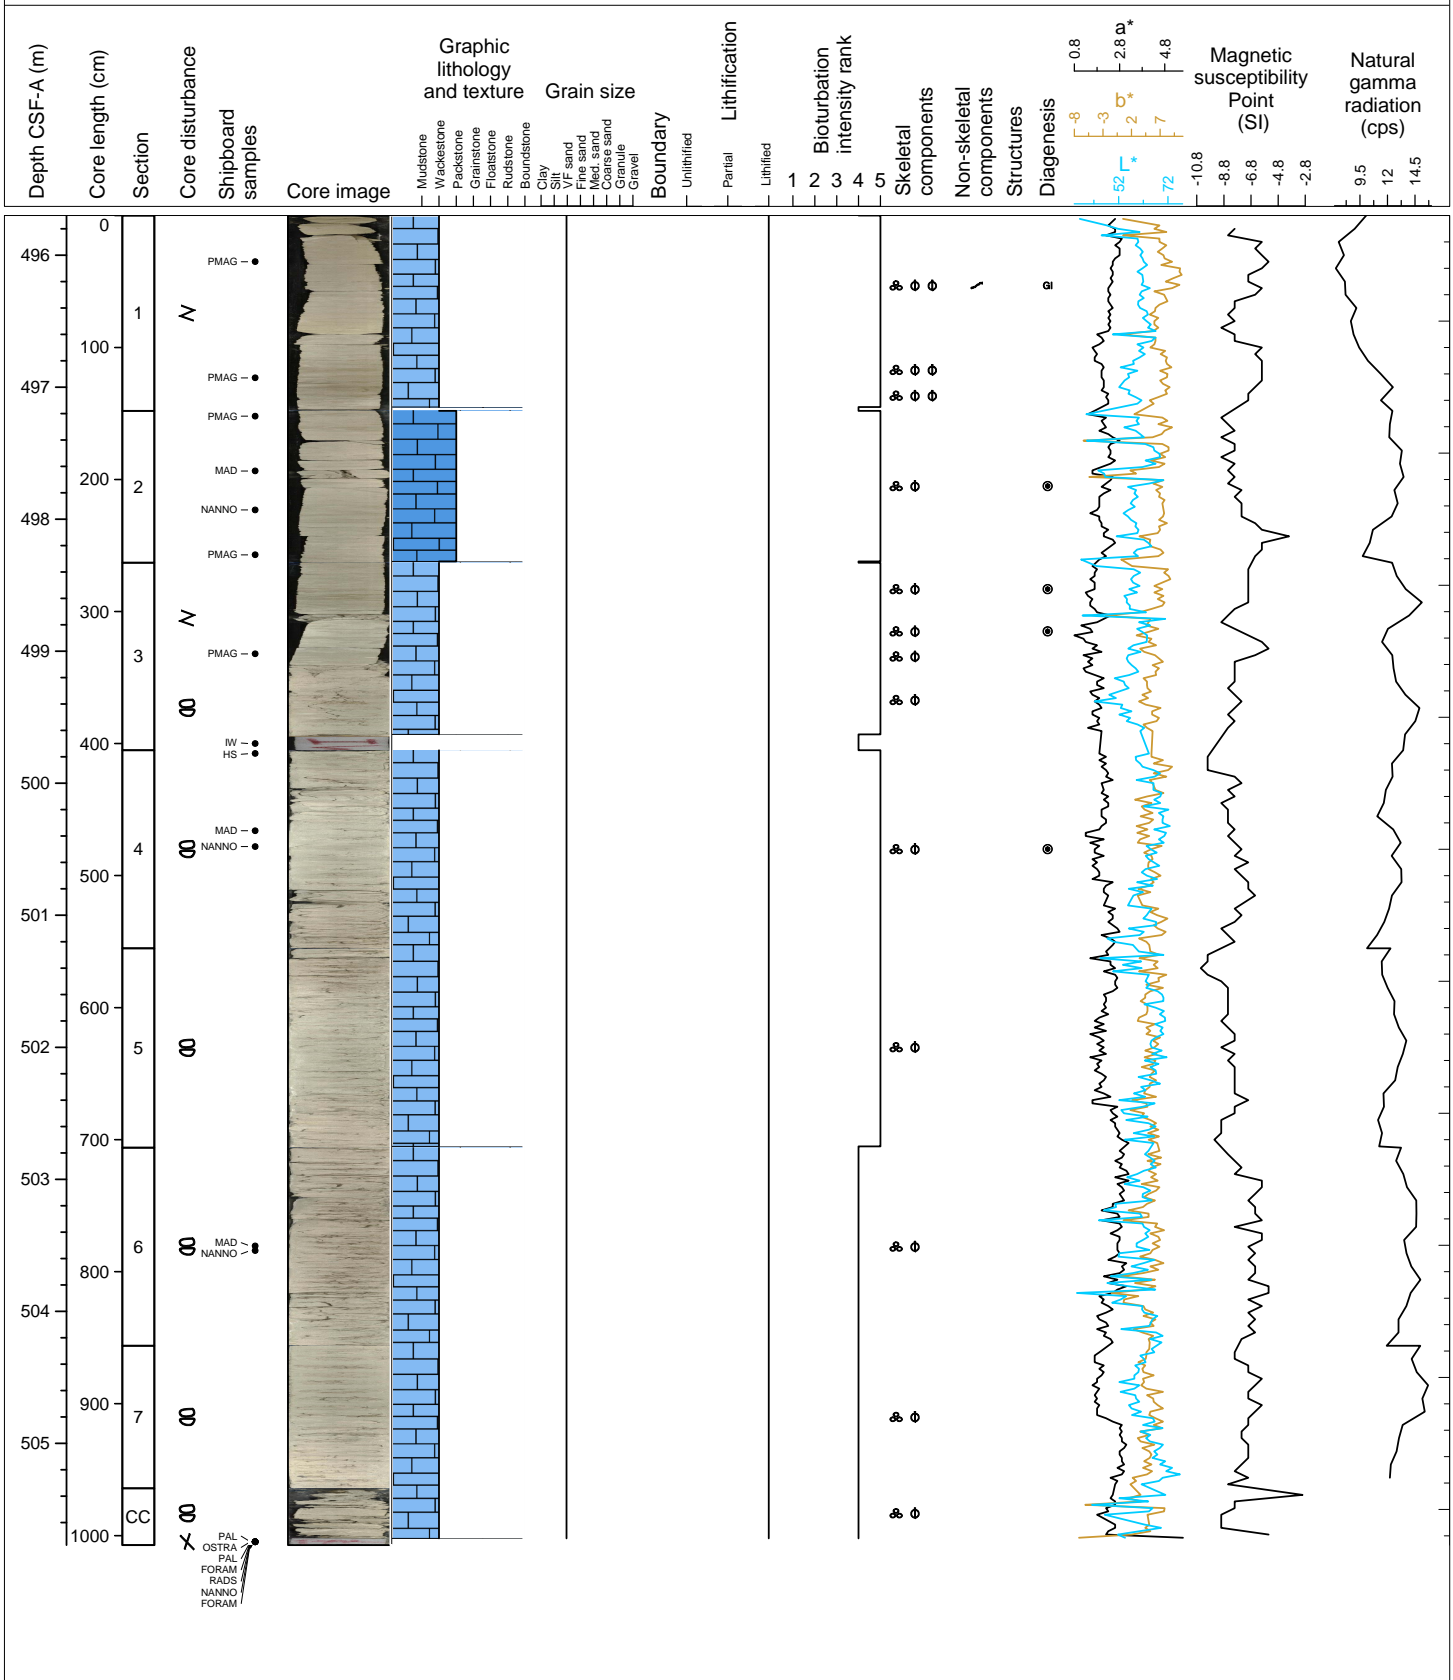 Depth CSF-A (m)
Core length (cm)
Section
Core disturbance
Shipboard
samples
Core image
Graphic
lithology
and texture
Mudstone
Wackestone
Packstone
Grainstone
Floatstone
Rudstone
Boundstone
Grain size
Clay
Silt
VF sand
Fine sand
Med. sand
Coarse sand
Granule
Gravel
Boundary
Lithification
Unlithified
Partial
Lithified
Bioturbation
intensity rank
1 2 3 4 5
Skeletal
components
Non-skeletal
components
Structures
Diagenesis
a*
0.8 2.8 4.8
b*
-8 -3 2 7
L*
52 72
Magnetic
susceptibility
Point
(SI)
-10.8 -8.8 -6.8 -4.8 -2.8
Natural
gamma
radiation
(cps)
9.5 12 14.5
0
496
PMAG
GI
1
100
PMAG
497
PMAG
MAD
200
2
NANNO
498
PMAG
300
499
3
PMAG
400
IW
HS
500
MAD
4
NANNO
500
501
600
502
5
700
503
MAD
6
NANNO
800
504
900
7
505
CC
1000
PAL
OSTRA
PAL
FORAM
RADS
NANNO
FORAM